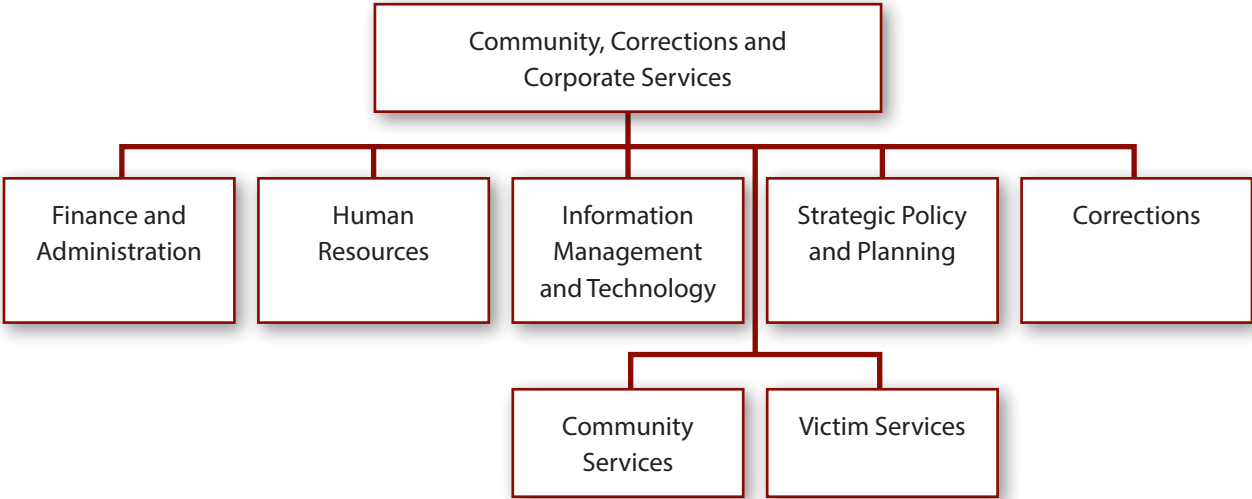 Community, Corrections and
Corporate Services
Finance and
Administration
Human
Resources
Information
Management
and Technology
Strategic Policy
and Planning
Corrections
Community
Services
Victim Services